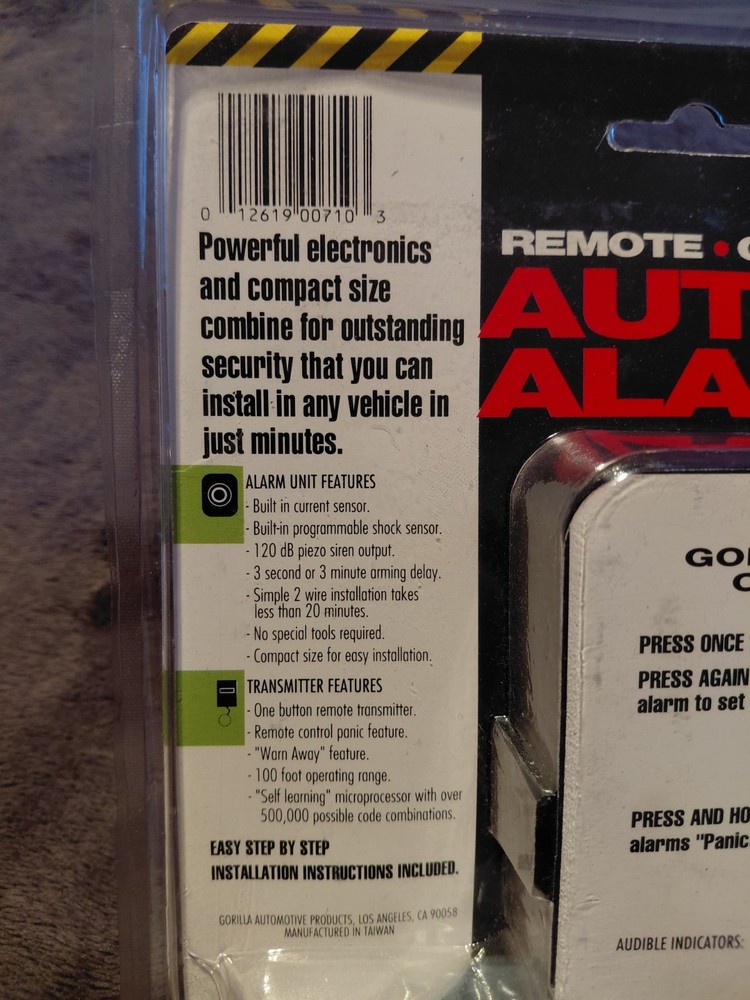 0 12619 00710 3
Powerful electronics
and compact size
combine for outstanding
security that you can
install in any vehicle in
just minutes.
ALARM UNIT FEATURES
- Built in current sensor.
- Built-in programmable shock sensor.
- 120 dB piezo siren output.
- 3 second or 3 minute arming delay.
- Simple 2 wire installation takes
less than 20 minutes.
- No special tools required.
- Compact size for easy installation.
TRANSMITTER FEATURES
- One button remote transmitter.
- Remote control panic feature.
- "Warn Away" feature.
- 100 foot operating range.
- "Self learning" microprocessor with over
500,000 possible code combinations.
EASY STEP BY STEP
INSTALLATION INSTRUCTIONS INCLUDED.
GORILLA AUTOMOTIVE PRODUCTS, LOS ANGELES, CA 90058
MANUFACTURED IN TAIWAN
REMOTE •
AUT
ALA
GO
PRESS ONCE
PRESS AGAIN
alarm to set
PRESS AND HO
alarms "Panic
AUDIBLE INDICATORS: